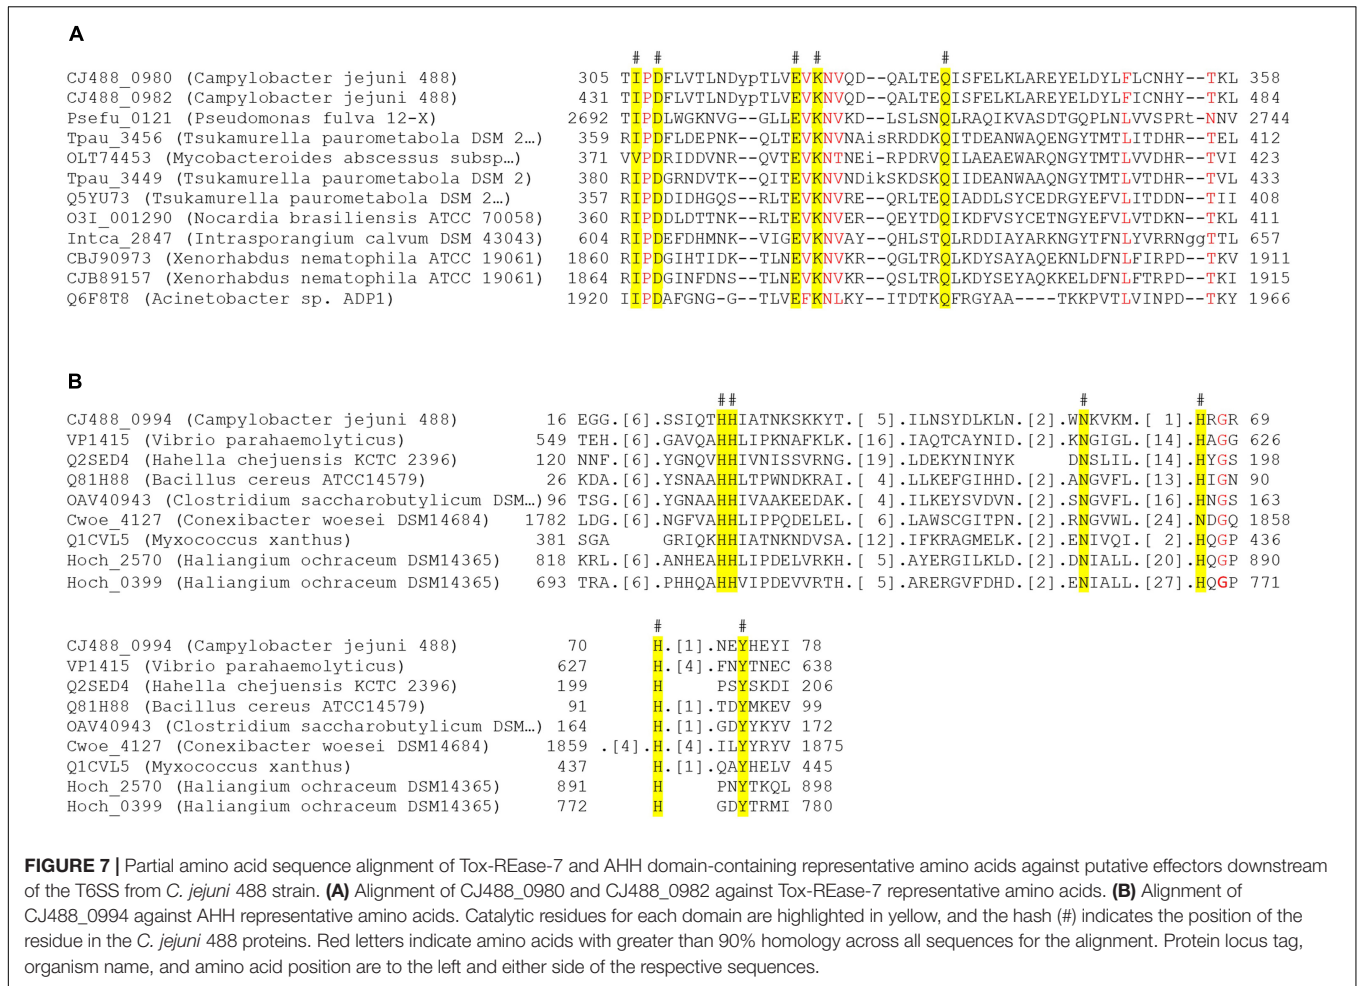 A
# # # # #
CJ488_0980 (Campylobacter jejuni 488) 305 TIPDFLVTLNDypTLVEVKNVQD--QALTEQISFELKLAREYELDYLFLCNHY--TKL 358
CJ488_0982 (Campylobacter jejuni 488) 431 TIPDFLVTLNDypTLVEVKNVQD--QALTEQISFELKLAREYELDYLFICNHY--TKL 484
Psefu_0121 (Pseudomonas fulva 12-X) 2692 TIPDLWGKNVG--GLLEVKNVKD--LSLSNQLRAQIKVASDTGQPLNLVVSPRt-NNV 2744
Tpau_3456 (Tsukamurella paurometabola DSM 2…) 359 RIPDFLDEPNK--QLTEVKNVNAisRRDDKQITDEANWAQENGYTMTLITDHR--TEL 412
OLT74453 (Mycobacteroides abscessus subsp…) 371 VVPDRIDDVNR--QVTEVKNTNEi-RPDRVQILAEAEWARQNGYTMTLVVDHR--TVI 423
Tpau_3449 (Tsukamurella paurometabola DSM 2) 380 RIPDGRNDVTK--QITEVKNVNDikSKDSKQIIDEANWAAQNGYTMTLVTDHR--TVL 433
Q5YU73 (Tsukamurella paurometabola DSM 2…) 357 RIPDDIDHGQS--RLTEVKNVRE--QRLTEQIADDLSYCEDRGYEFVLITDDN--TII 408
O3I_001290 (Nocardia brasiliensis ATCC 70058) 360 RIPDDLDTTNK--RLTEVKNVER--QEYTDQIKDFVSYCETNGYEFVLVTDRN--TKL 411
Intca_2847 (Intrasporangium calvum DSM 43043) 604 RIPDEFDHMNK--VIGEVKNVAY--QHLSTQLRDDIAYARKNGYTFNLYVRRNggTTL 657
CBJ90973 (Xenorhabdus nematophila ATCC 19061) 1860 RIPDGIHTIDK--TLNEVKNVKR--QGLTRQLKDYSAYAQEKNLDFNLFIRPD--TKV 1911
CJB89157 (Xenorhabdus nematophila ATCC 19061) 1864 RIPDGINFDNS--TLNEVKNVKR--QSLTRQLKDYSEYAQKKELDFNLFTRPD--TKI 1915
Q6F8T8 (Acinetobacter sp. ADP1) 1920 IIPDAFGNG-G--TLVEFKNLKY--ITDTKQFRGYAA----TKKPVTLVINPD--TKY 1966
B
## # #
CJ488_0994 (Campylobacter jejuni 488) 16 EGG.[6].SSIQTHHIATNKSKKYT.[ 5].ILNSYDLKLN.[2].WNKVKM.[ 1].HRGR 69
VP1415 (Vibrio parahaemolyticus) 549 TEH.[6].GAVQAHHLIPKNAFKLK.[16].IAQTCAYNID.[2].KNGIGL.[14].HAGG 626
Q2SED4 (Hahella chejuensis KCTC 2396) 120 NNF.[6].YGNQVHHIVNISSVRNG.[19].LDEKYNINYK DNSLIL.[14].HYGS 198
Q81H88 (Bacillus cereus ATCC14579) 26 KDA.[6].YSNAAHHLTPWNDKRAI.[ 4].LLKEFGIHHD.[2].ANGVFL.[13].HIGN 90
OAV40943 (Clostridium saccharobutylicum DSM…) 96 TSG.[6].YGNAAHHIVAAKEEDAK.[ 4].ILKEYSVDVN.[2].SNGVFL.[16].HNGS 163
Cwoe_4127 (Conexibacter woesei DSM14684) 1782 LDG.[6].NGFVAHHLIPPQDELEL.[ 6].LAWSCGITPN.[2].RNGVWL.[24].NDGQ 1858
Q1CVL5 (Myxococcus xanthus) 381 SGA GRIQKHHIATNKNDVSA.[12].IFKRAGMELK.[2].ENIVQI.[ 2].HQGP 436
Hoch_2570 (Haliangium ochraceum DSM14365) 818 KRL.[6].ANHEAHHLIPDELVRKH.[ 5].AYERGILKLD.[2].DNIALL.[20].HQGP 890
Hoch_0399 (Haliangium ochraceum DSM14365) 693 TRA.[6].PHHQAHHVIPDEVVRTH.[ 5].ARERGVFDHD.[2].ENIALL.[27].HQGP 771
# #
CJ488_0994 (Campylobacter jejuni 488) 70 H.[1].NEYHEYI 78
VP1415 (Vibrio parahaemolyticus) 627 H.[4].FNYTNEC 638
Q2SED4 (Hahella chejuensis KCTC 2396) 199 H PSYSKDI 206
Q81H88 (Bacillus cereus ATCC14579) 91 H.[1].TDYMKEV 99
OAV40943 (Clostridium saccharobutylicum DSM…) 164 H.[1].GDYYKYV 172
Cwoe_4127 (Conexibacter woesei DSM14684) 1859 .[4].H.[4].ILYYRYV 1875
Q1CVL5 (Myxococcus xanthus) 437 H.[1].QAYHELV 445
Hoch_2570 (Haliangium ochraceum DSM14365) 891 H PNYTKQL 898
Hoch_0399 (Haliangium ochraceum DSM14365) 772 H GDYTRMI 780
FIGURE 7 | Partial amino acid sequence alignment of Tox-REase-7 and AHH domain-containing representative amino acids against putative effectors downstream
of the T6SS from C. jejuni 488 strain. (A) Alignment of CJ488_0980 and CJ488_0982 against Tox-REase-7 representative amino acids. (B) Alignment of
CJ488_0994 against AHH representative amino acids. Catalytic residues for each domain are highlighted in yellow, and the hash (#) indicates the position of the
residue in the C. jejuni 488 proteins. Red letters indicate amino acids with greater than 90% homology across all sequences for the alignment. Protein locus tag,
organism name, and amino acid position are to the left and either side of the respective sequences.